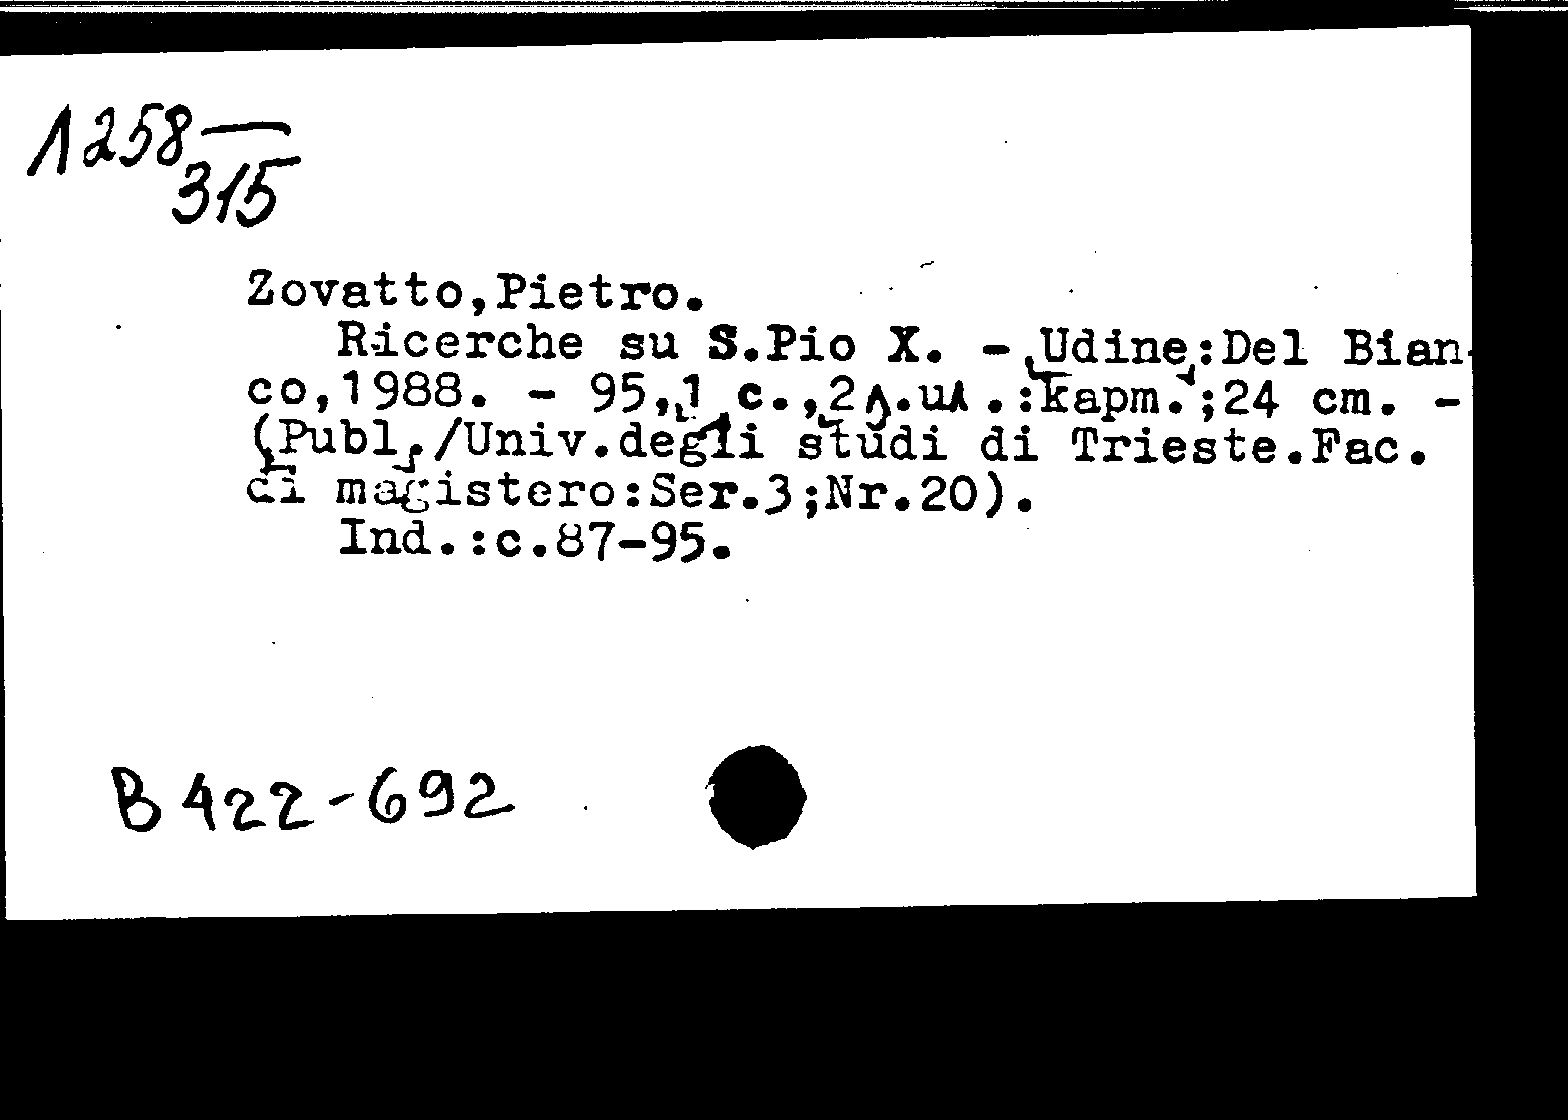 1258
315
Zovatto,Pietro.
Ricerche su S.Pio X. - Udine:Del Bian-
co,1988. - 95,1 c.,2 л.ил.:карт.;24 cm. -
(Publ./Univ.degli studi di Trieste.Fac.
di magistero:Ser.3;Nr.20).
Ind.:c.87-95.
В 422-692